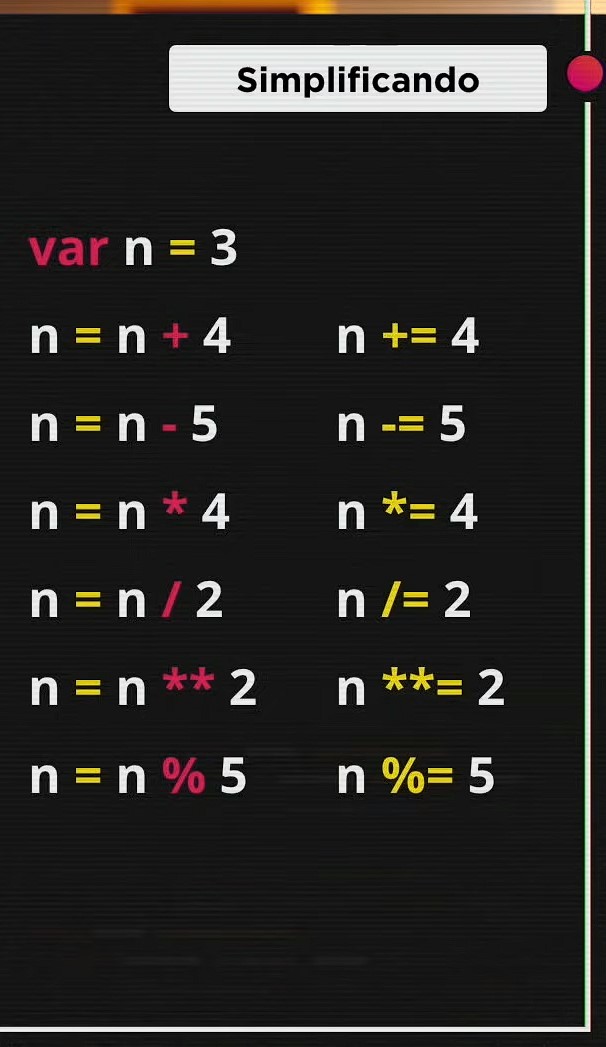 Simplificando
var n = 3
n = n + 4 n += 4
n = n - 5 n -= 5
n = n * 4 n *= 4
n = n / 2 n /= 2
n = n ** 2 n **= 2
n = n % 5 n %= 5